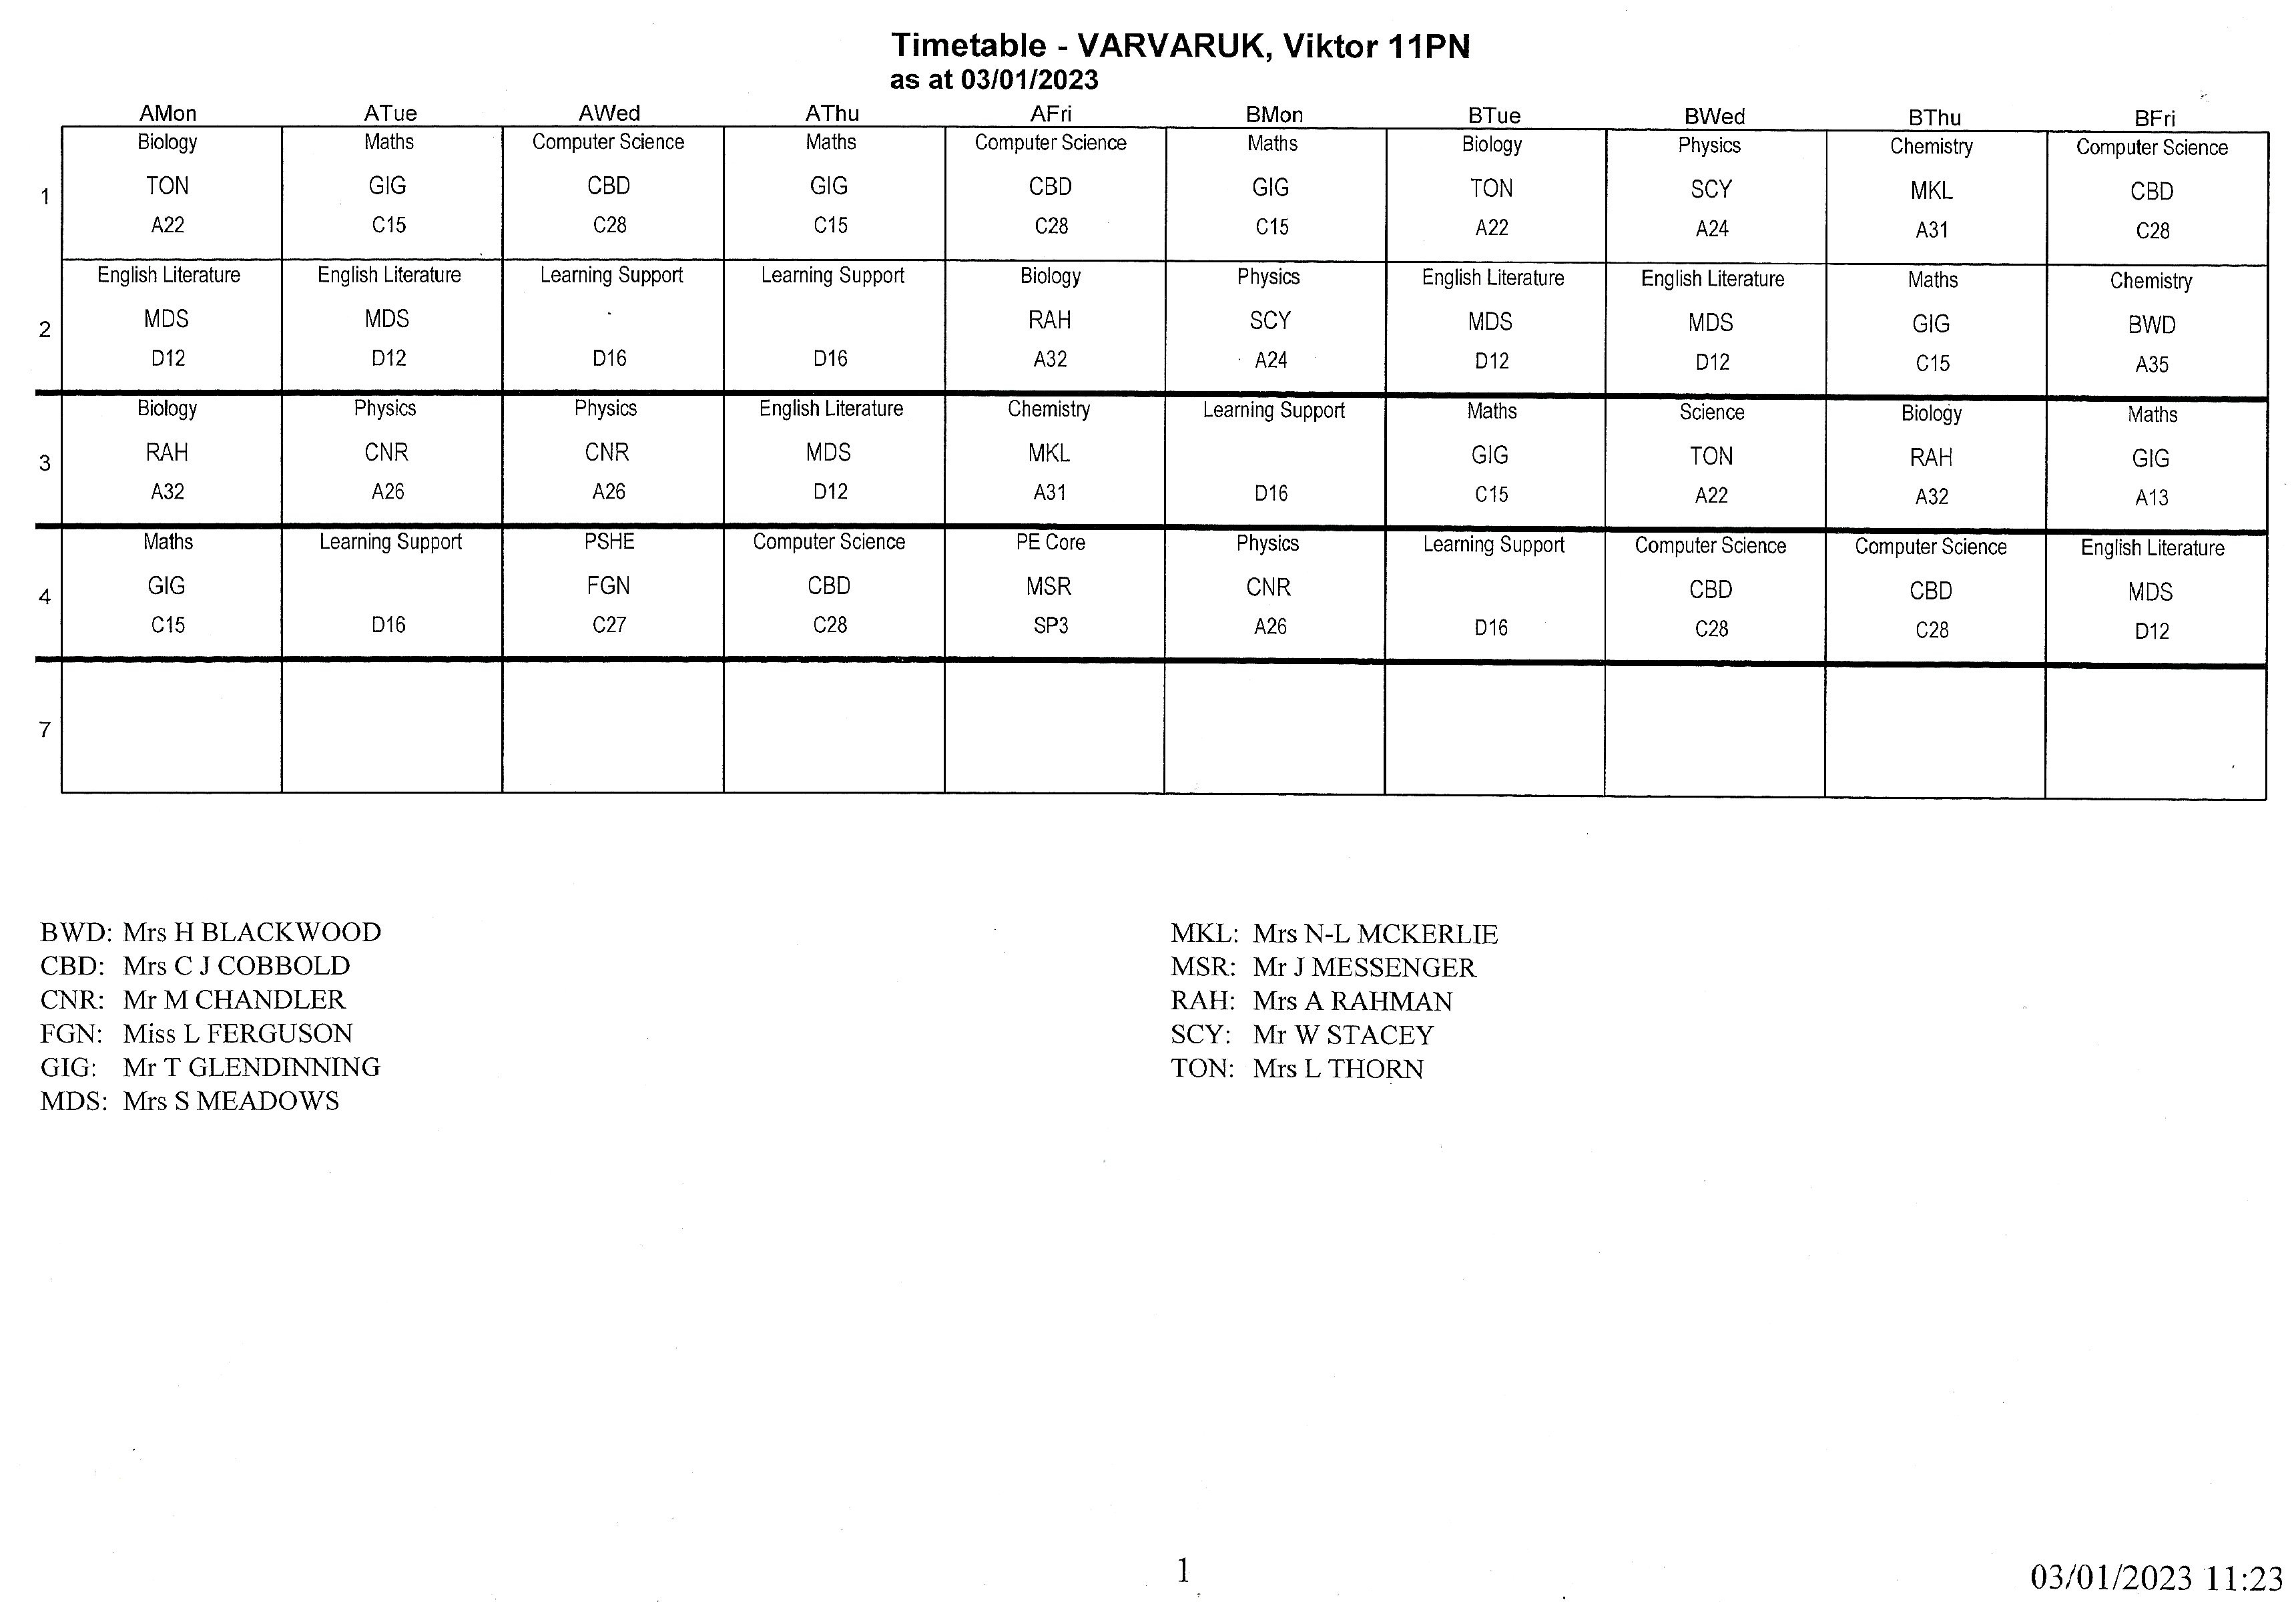 Timetable - VARVARUK, Viktor 11PN
as at 03/01/2023
AMon ATue AWed AThu AFri BMon BTue BWed BThu BFri
Biology Maths Computer Science Maths Computer Science Maths Biology Physics Chemistry Computer Science
1 TON GIG CBD GIG CBD GIG TON SCY MKL CBD
A22 C15 C28 C15 C28 C15 A22 A24 A31 C28
English Literature English Literature Learning Support Learning Support Biology Physics English Literature English Literature Maths Chemistry
2 MDS MDS RAH SCY MDS MDS GIG BWD
D12 D12 D16 D16 A32 A24 D12 D12 C15 A35
Biology Physics Physics English Literature Chemistry Learning Support Maths Science Biology Maths
3 RAH CNR CNR MDS MKL GIG TON RAH GIG
A32 A26 A26 D12 A31 D16 C15 A22 A32 A13
Maths Learning Support PSHE Computer Science PE Core Physics Learning Support Computer Science Computer Science English Literature
4 GIG FGN CBD MSR CNR CBD CBD MDS
C15 D16 C27 C28 SP3 A26 D16 C28 C28 D12
7
BWD: Mrs H BLACKWOOD
CBD: Mrs C J COBBOLD
CNR: Mr M CHANDLER
FGN: Miss L FERGUSON
GIG: Mr T GLENDINNING
MDS: Mrs S MEADOWS
MKL: Mrs N-L MCKERLIE
MSR: Mr J MESSENGER
RAH: Mrs A RAHMAN
SCY: Mr W STACEY
TON: Mrs L THORN
1
03/01/2023 11:23